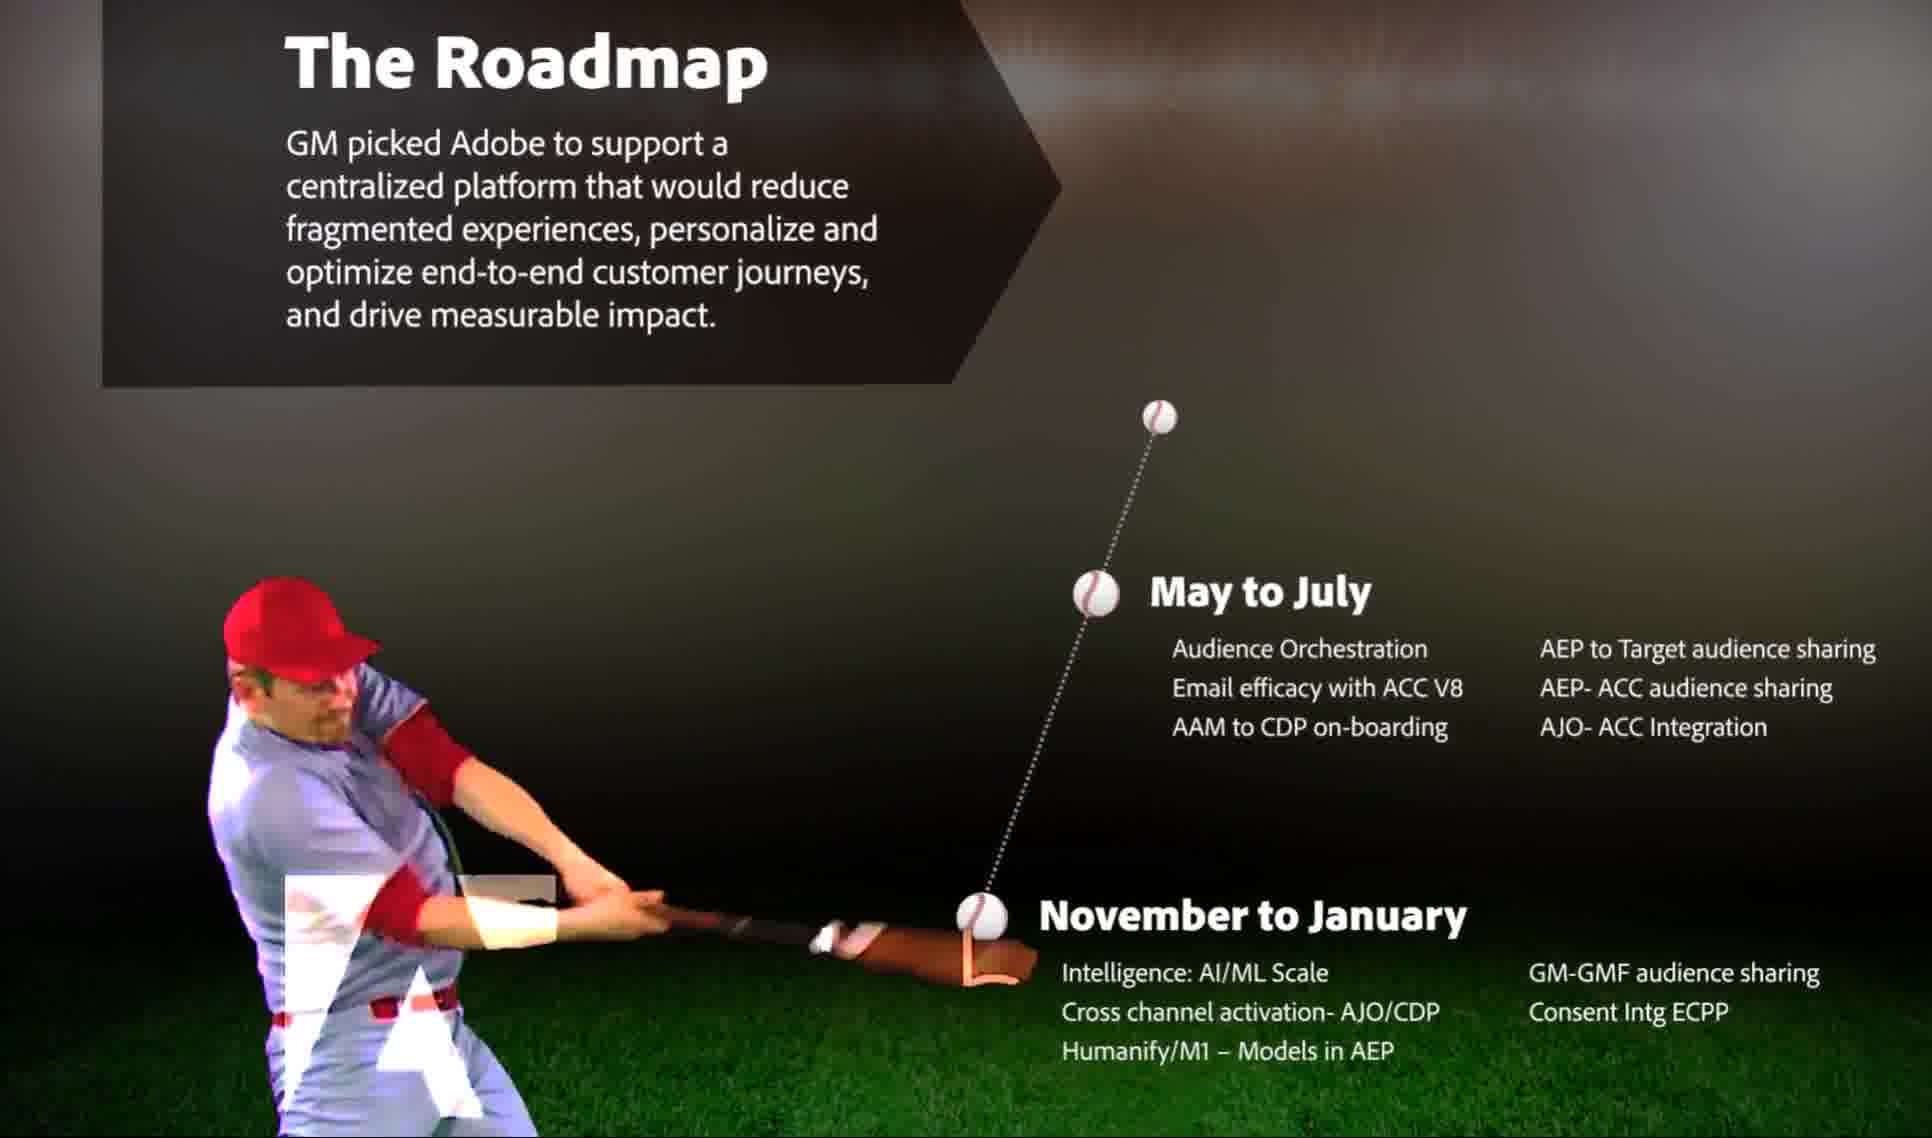 The Roadmap
GM picked Adobe to support a
centralized platform that would reduce
fragmented experiences, personalize and
optimize end-to-end customer journeys,
and drive measurable impact.
May to July
Audience Orchestration
Email efficacy with ACC V8
AAM to CDP on-boarding
AEP to Target audience sharing
AEP- ACC audience sharing
AJO- ACC Integration
November to January
Intelligence: AI/ML Scale
Cross channel activation- AJO/CDP
Humanify/M1 – Models in AEP
GM-GMF audience sharing
Consent Intg ECPP